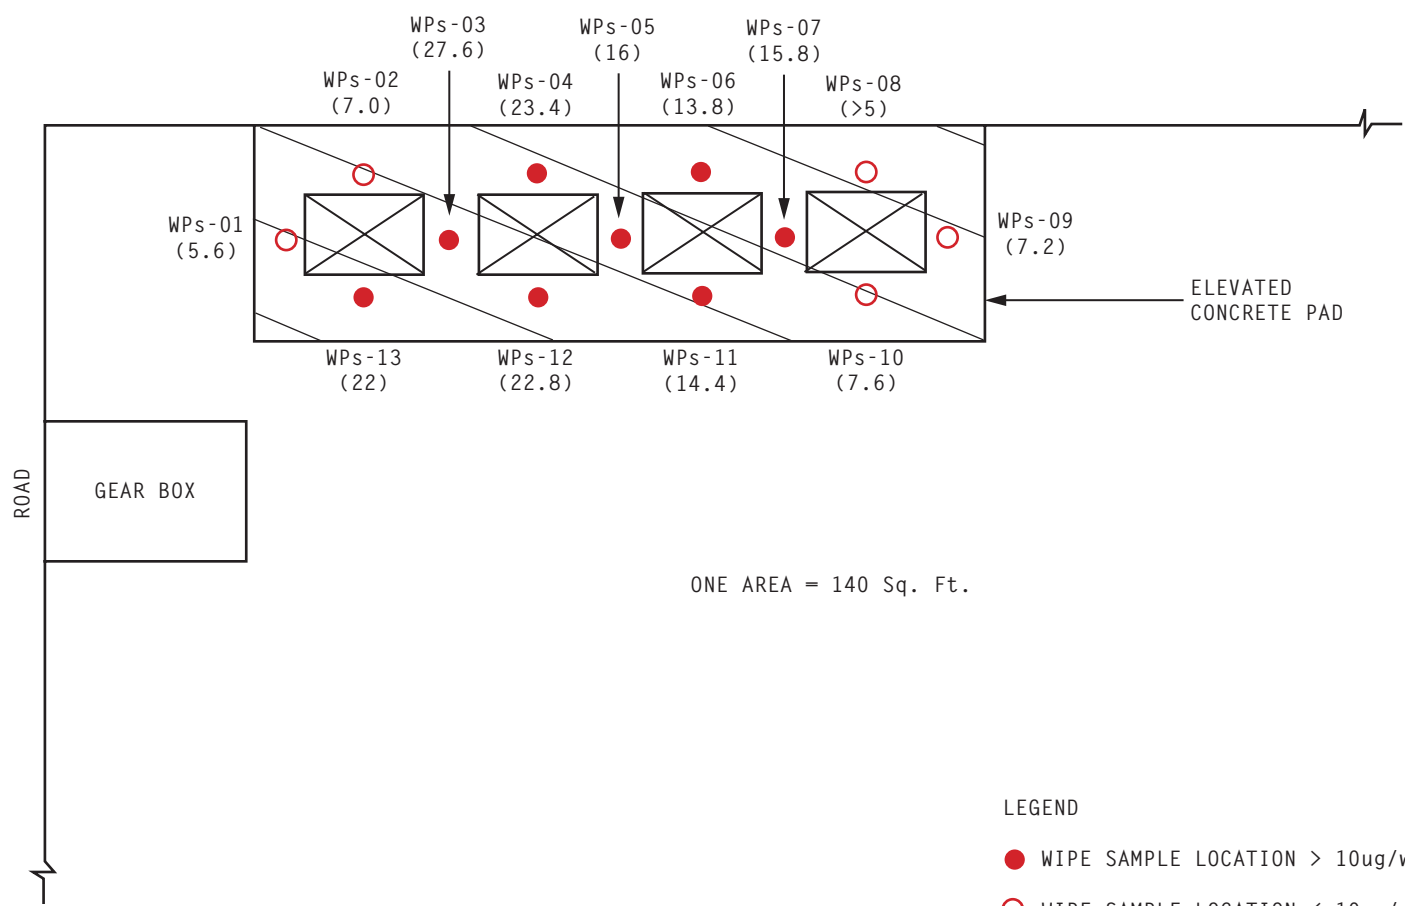 WPs-03
(27.6)
WPs-05
(16)
WPs-07
(15.8)
WPs-02
(7.0)
WPs-04
(23.4)
WPs-06
(13.8)
WPs-08
(>5)
WPs-01
(5.6)
WPs-09
(7.2)
ELEVATED
CONCRETE PAD
WPs-13
(22)
WPs-12
(22.8)
WPs-11
(14.4)
WPs-10
(7.6)
ROAD
GEAR BOX
ONE AREA = 140 Sq. Ft.
LEGEND
WIPE SAMPLE LOCATION > 10ug/w
WIPE SAMPLE LOCATION